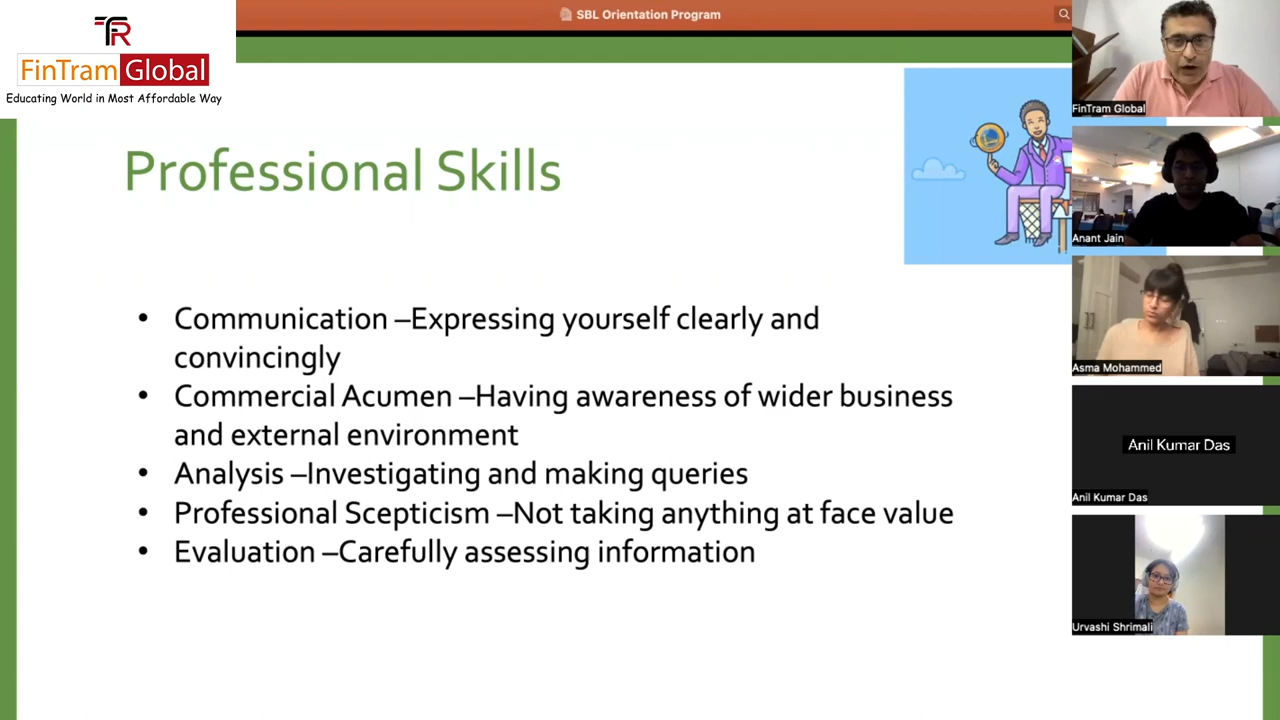 TR
FinTram Global
Educating World in Most Affordable Way
SBL Orientation Program
Professional Skills
• Communication –Expressing yourself clearly and
convincingly
• Commercial Acumen –Having awareness of wider business
and external environment
• Analysis –Investigating and making queries
• Professional Scepticism –Not taking anything at face value
• Evaluation –Carefully assessing information
FinTram Global
Anant Jain
Asma Mohammed
Anil Kumar Das
Anil Kumar Das
Urvashi Shrimali